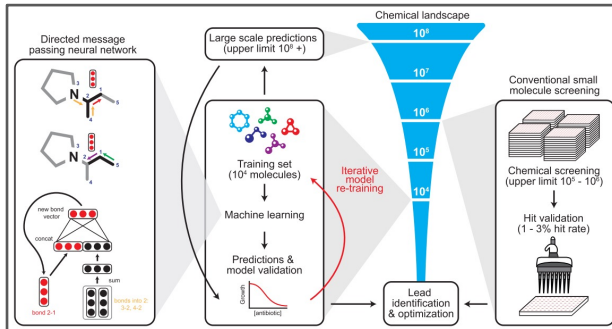 Directed message
passing neural network
3
N
2
1
4
5
3
N
2
1
4
5
new bond
vector
concat
sum
bond 2-1
bonds into 2:
3-2, 4-2
Large scale predictions
(upper limit 10⁸ +)
Training set
(10⁴ molecules)
Machine learning
Predictions &
model validation
Growth
[antibiotic]
Iterative
model
re-training
Chemical landscape
10⁸
10⁷
10⁶
10⁵
10⁴
Lead
identification
& optimization
Conventional small
molecule screening
Chemical screening
(upper limit 10⁵ - 10⁶)
Hit validation
(1 - 3% hit rate)